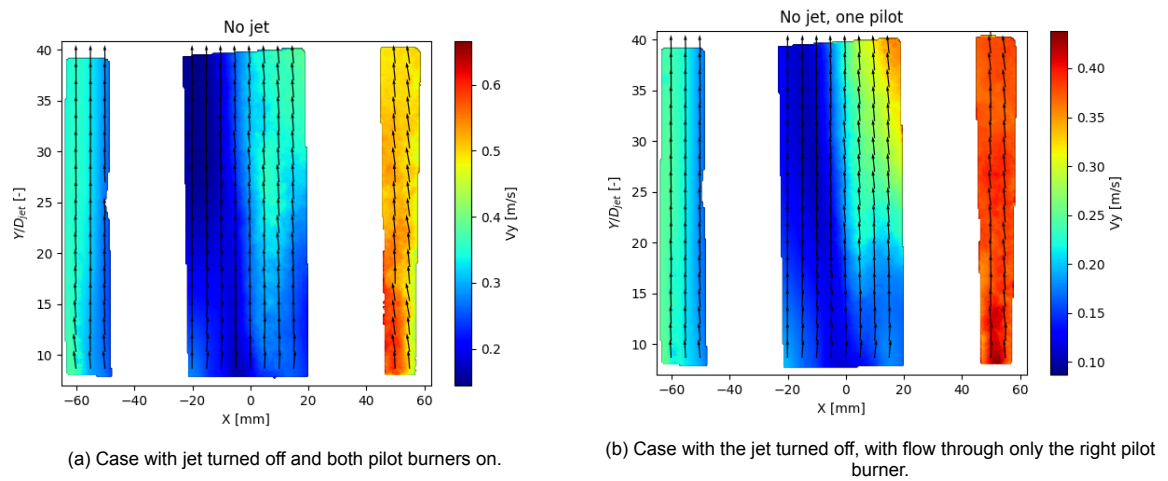 No jet
40
35
30
25
20
15
10
Y/D_jet [-]
−60 −40 −20 0 20 40 60
X [mm]
0.6
0.5
0.4
0.3
0.2
Vy [m/s]
(a) Case with jet turned off and both pilot burners on.
No jet, one pilot
40
35
30
25
20
15
10
Y/D_jet [-]
−60 −40 −20 0 20 40 60
X [mm]
0.40
0.35
0.30
0.25
0.20
0.15
0.10
Vy [m/s]
(b) Case with the jet turned off, with flow through only the right pilot
burner.